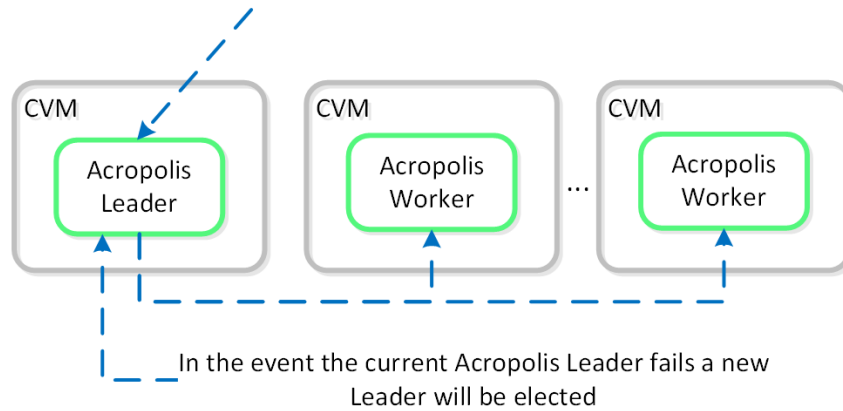 CVM
Acropolis
Leader
CVM
Acropolis
Worker
...
CVM
Acropolis
Worker
In the event the current Acropolis Leader fails a new
Leader will be elected